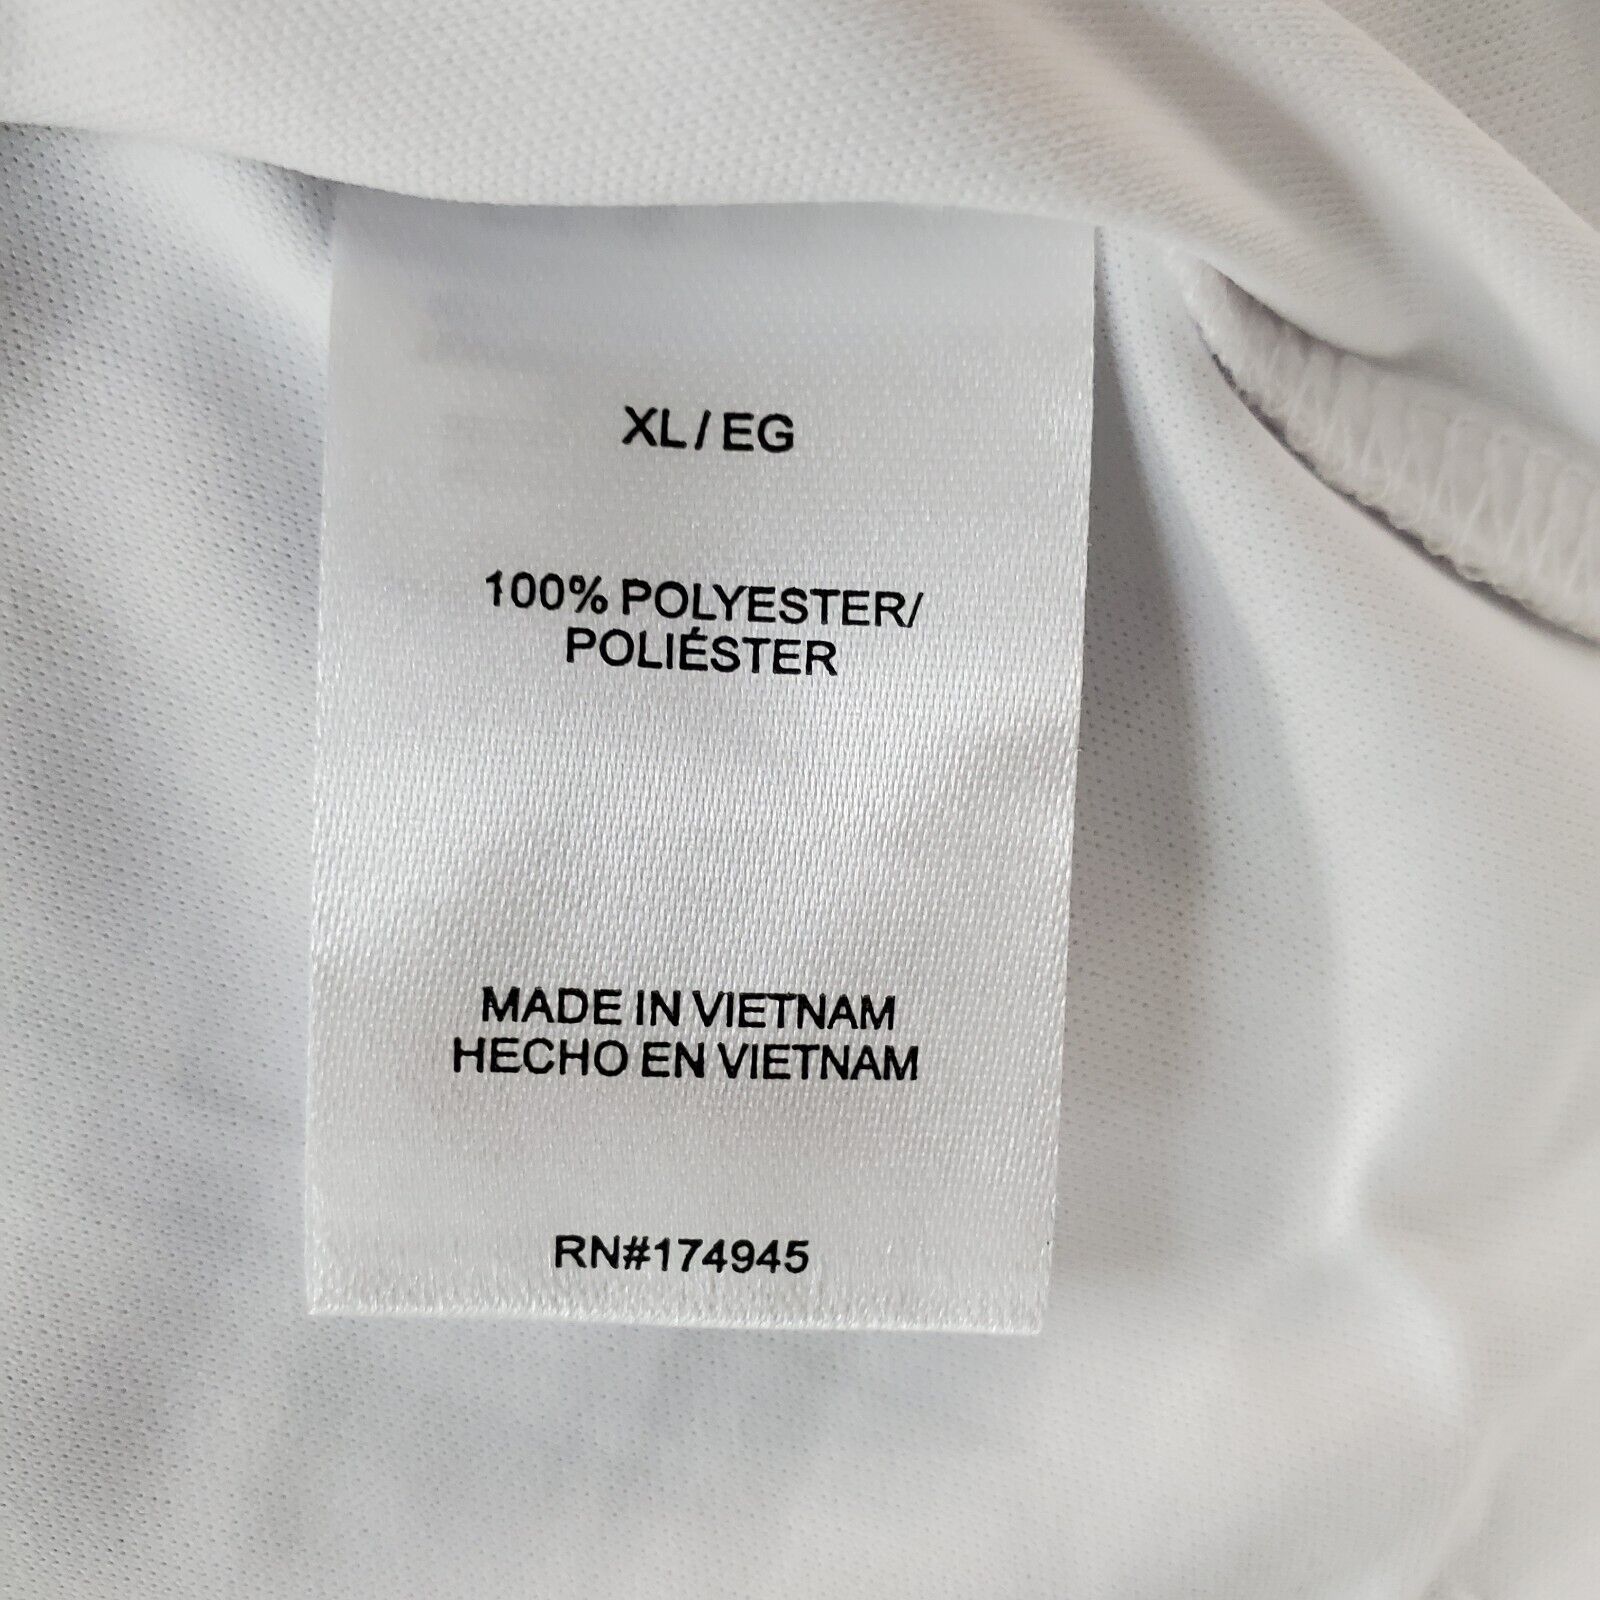 XL / EG
100% POLYESTER/
POLIÉSTER
MADE IN VIETNAM
HECHO EN VIETNAM
RN#174945